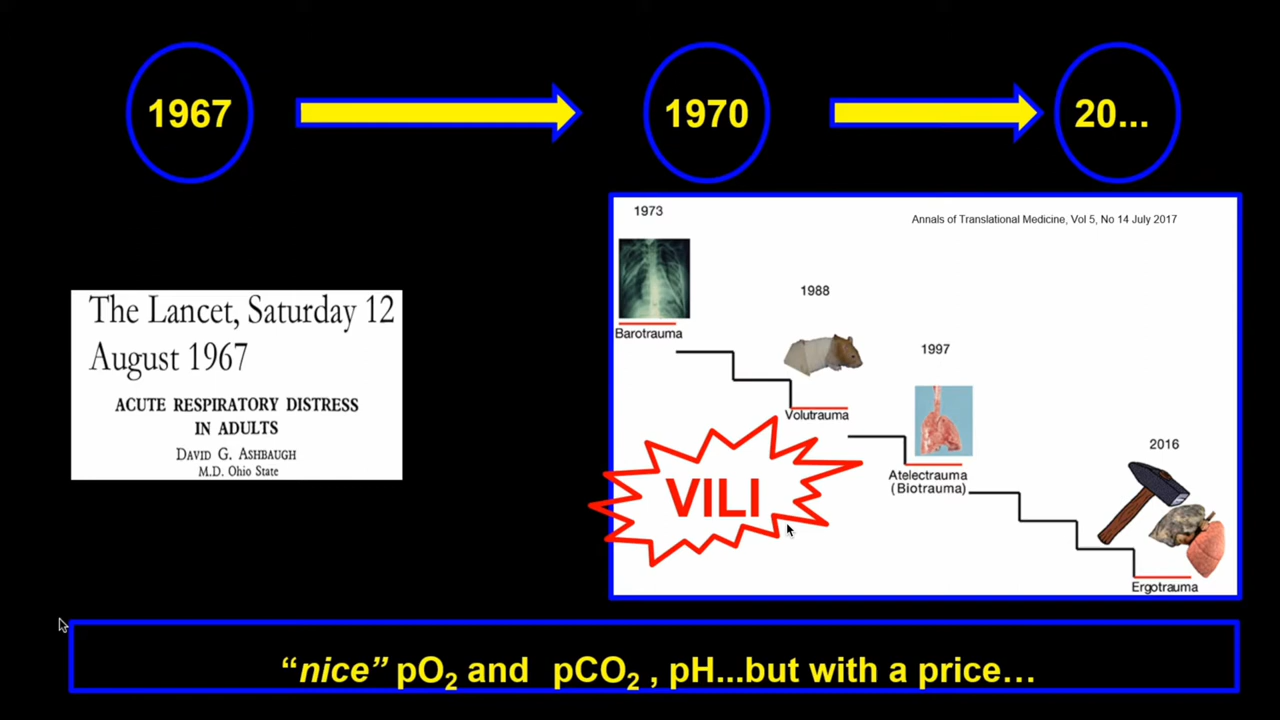 1967
1970
20...
Annals of Translational Medicine, Vol 5, No 14 July 2017
1973
Barotrauma
1988
Volutrauma
1997
Atelectrauma
(Biotrauma)
2016
Ergotrauma
VILI
The Lancet, Saturday 12
August 1967
ACUTE RESPIRATORY DISTRESS
IN ADULTS
DAVID G. ASHBAUGH
M.D. Ohio State
“nice” pO₂ and pCO₂ , pH...but with a price…